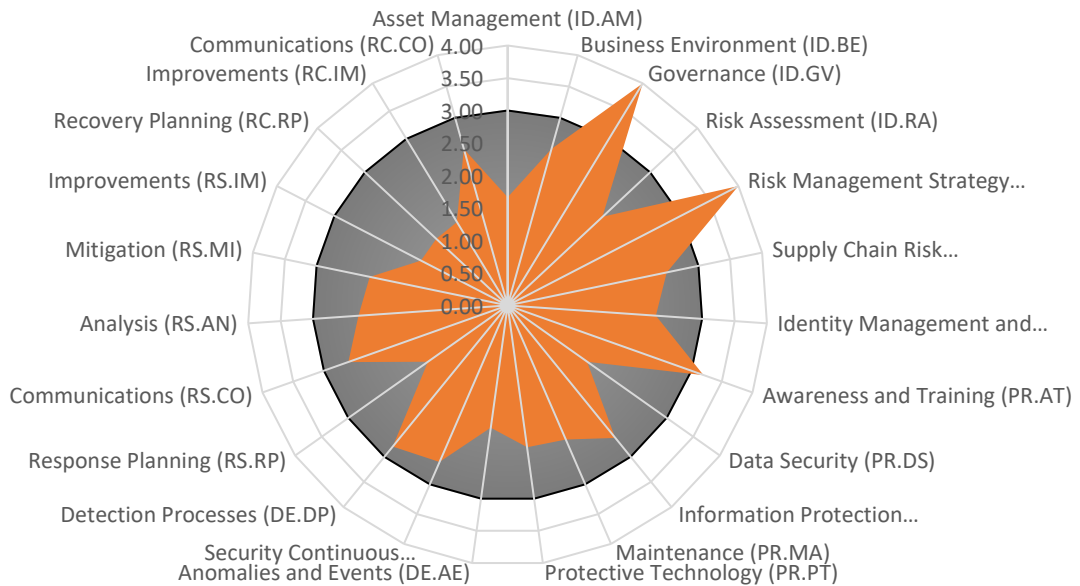 Asset Management (ID.AM)
Business Environment (ID.BE)
Governance (ID.GV)
Risk Assessment (ID.RA)
Risk Management Strategy...
Supply Chain Risk...
Identity Management and...
Awareness and Training (PR.AT)
Data Security (PR.DS)
Information Protection...
Maintenance (PR.MA)
Protective Technology (PR.PT)
Anomalies and Events (DE.AE)
Security Continuous...
Detection Processes (DE.DP)
Response Planning (RS.RP)
Communications (RS.CO)
Analysis (RS.AN)
Mitigation (RS.MI)
Improvements (RS.IM)
Recovery Planning (RC.RP)
Improvements (RC.IM)
Communications (RC.CO)
4.00
3.50
3.00
2.50
2.00
1.50
1.00
0.50
0.00